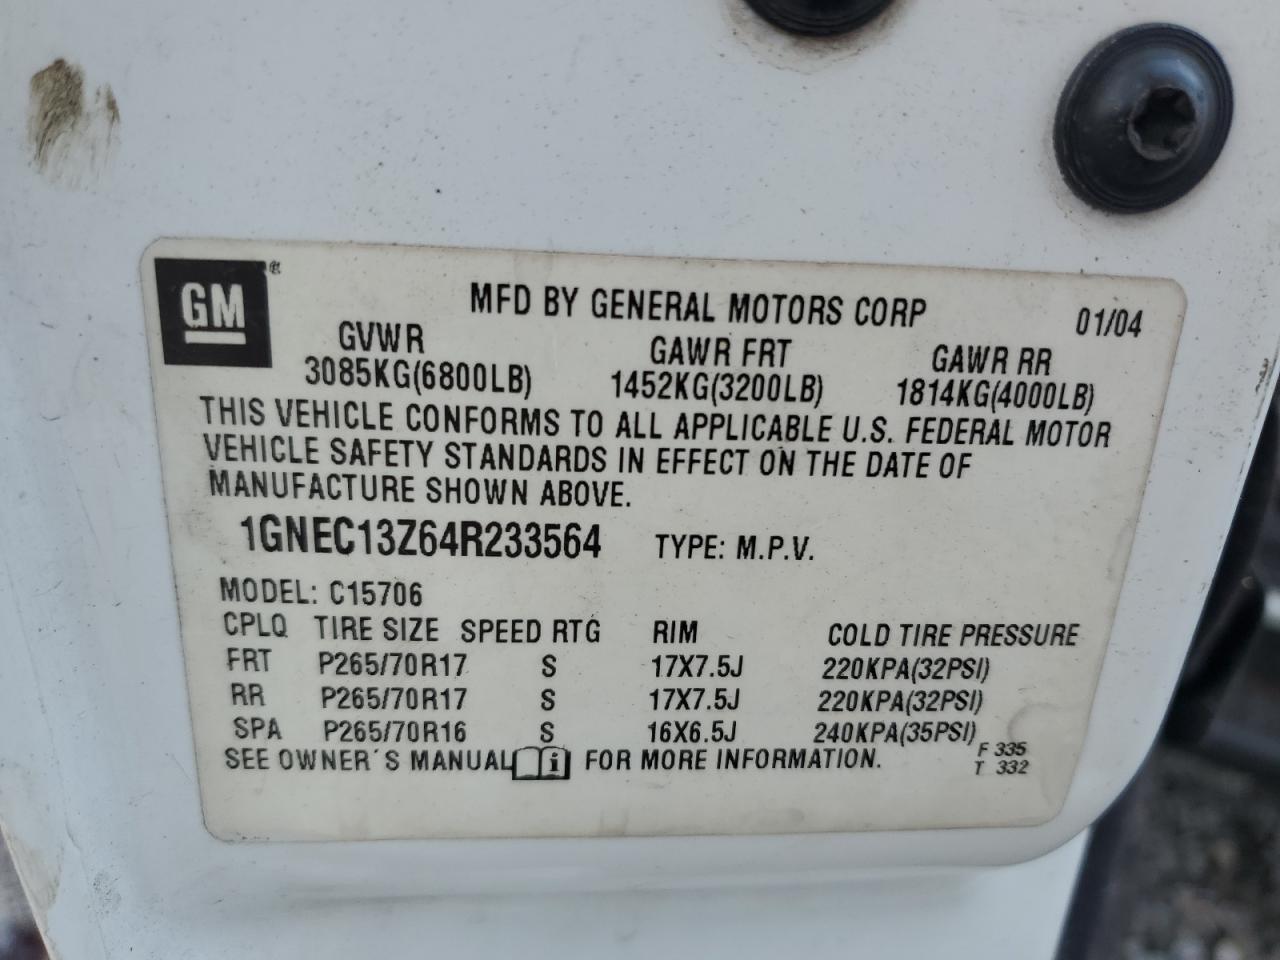 GM ®
MFD BY GENERAL MOTORS CORP 01/04
GVWR GAWR FRT GAWR RR
3085KG(6800LB) 1452KG(3200LB) 1814KG(4000LB)
THIS VEHICLE CONFORMS TO ALL APPLICABLE U.S. FEDERAL MOTOR
VEHICLE SAFETY STANDARDS IN EFFECT ON THE DATE OF
MANUFACTURE SHOWN ABOVE.
1GNEC13Z64R233564 TYPE: M.P.V.
MODEL: C15706
CPLQ TIRE SIZE SPEED RTG RIM COLD TIRE PRESSURE
FRT P265/70R17 S 17X7.5J 220KPA(32PSI)
RR P265/70R17 S 17X7.5J 220KPA(32PSI)
SPA P265/70R16 S 16X6.5J 240KPA(35PSI)
SEE OWNER´S MANUAL i FOR MORE INFORMATION.
F 335
T 332